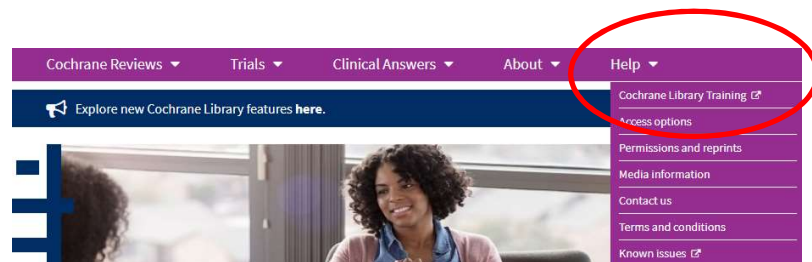 Cochrane Reviews Trials Clinical Answers About Help
Explore new Cochrane Library features here.
Cochrane Library Training
Access options
Permissions and reprints
Media information
Contact us
Terms and conditions
Known issues